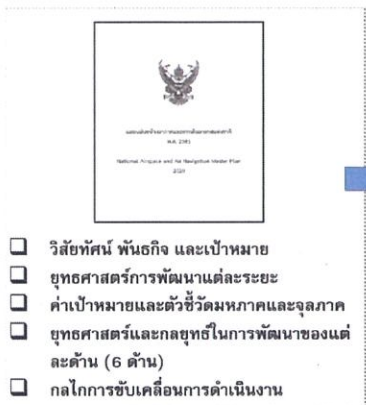 National Airspace and Air Navigation Master Plan
วิสัยทัศน์ พันธกิจ และเป้าหมาย
ยุทธศาสตร์การพัฒนาแต่ละระยะ
ค่าเป้าหมายและตัวชี้วัดมหภาคและจุลภาค
ยุทธศาสตร์และกลยุทธ์ในการพัฒนาของแต่
ละด้าน (6 ด้าน)
กลไกการขับเคลื่อนการดำเนินงาน